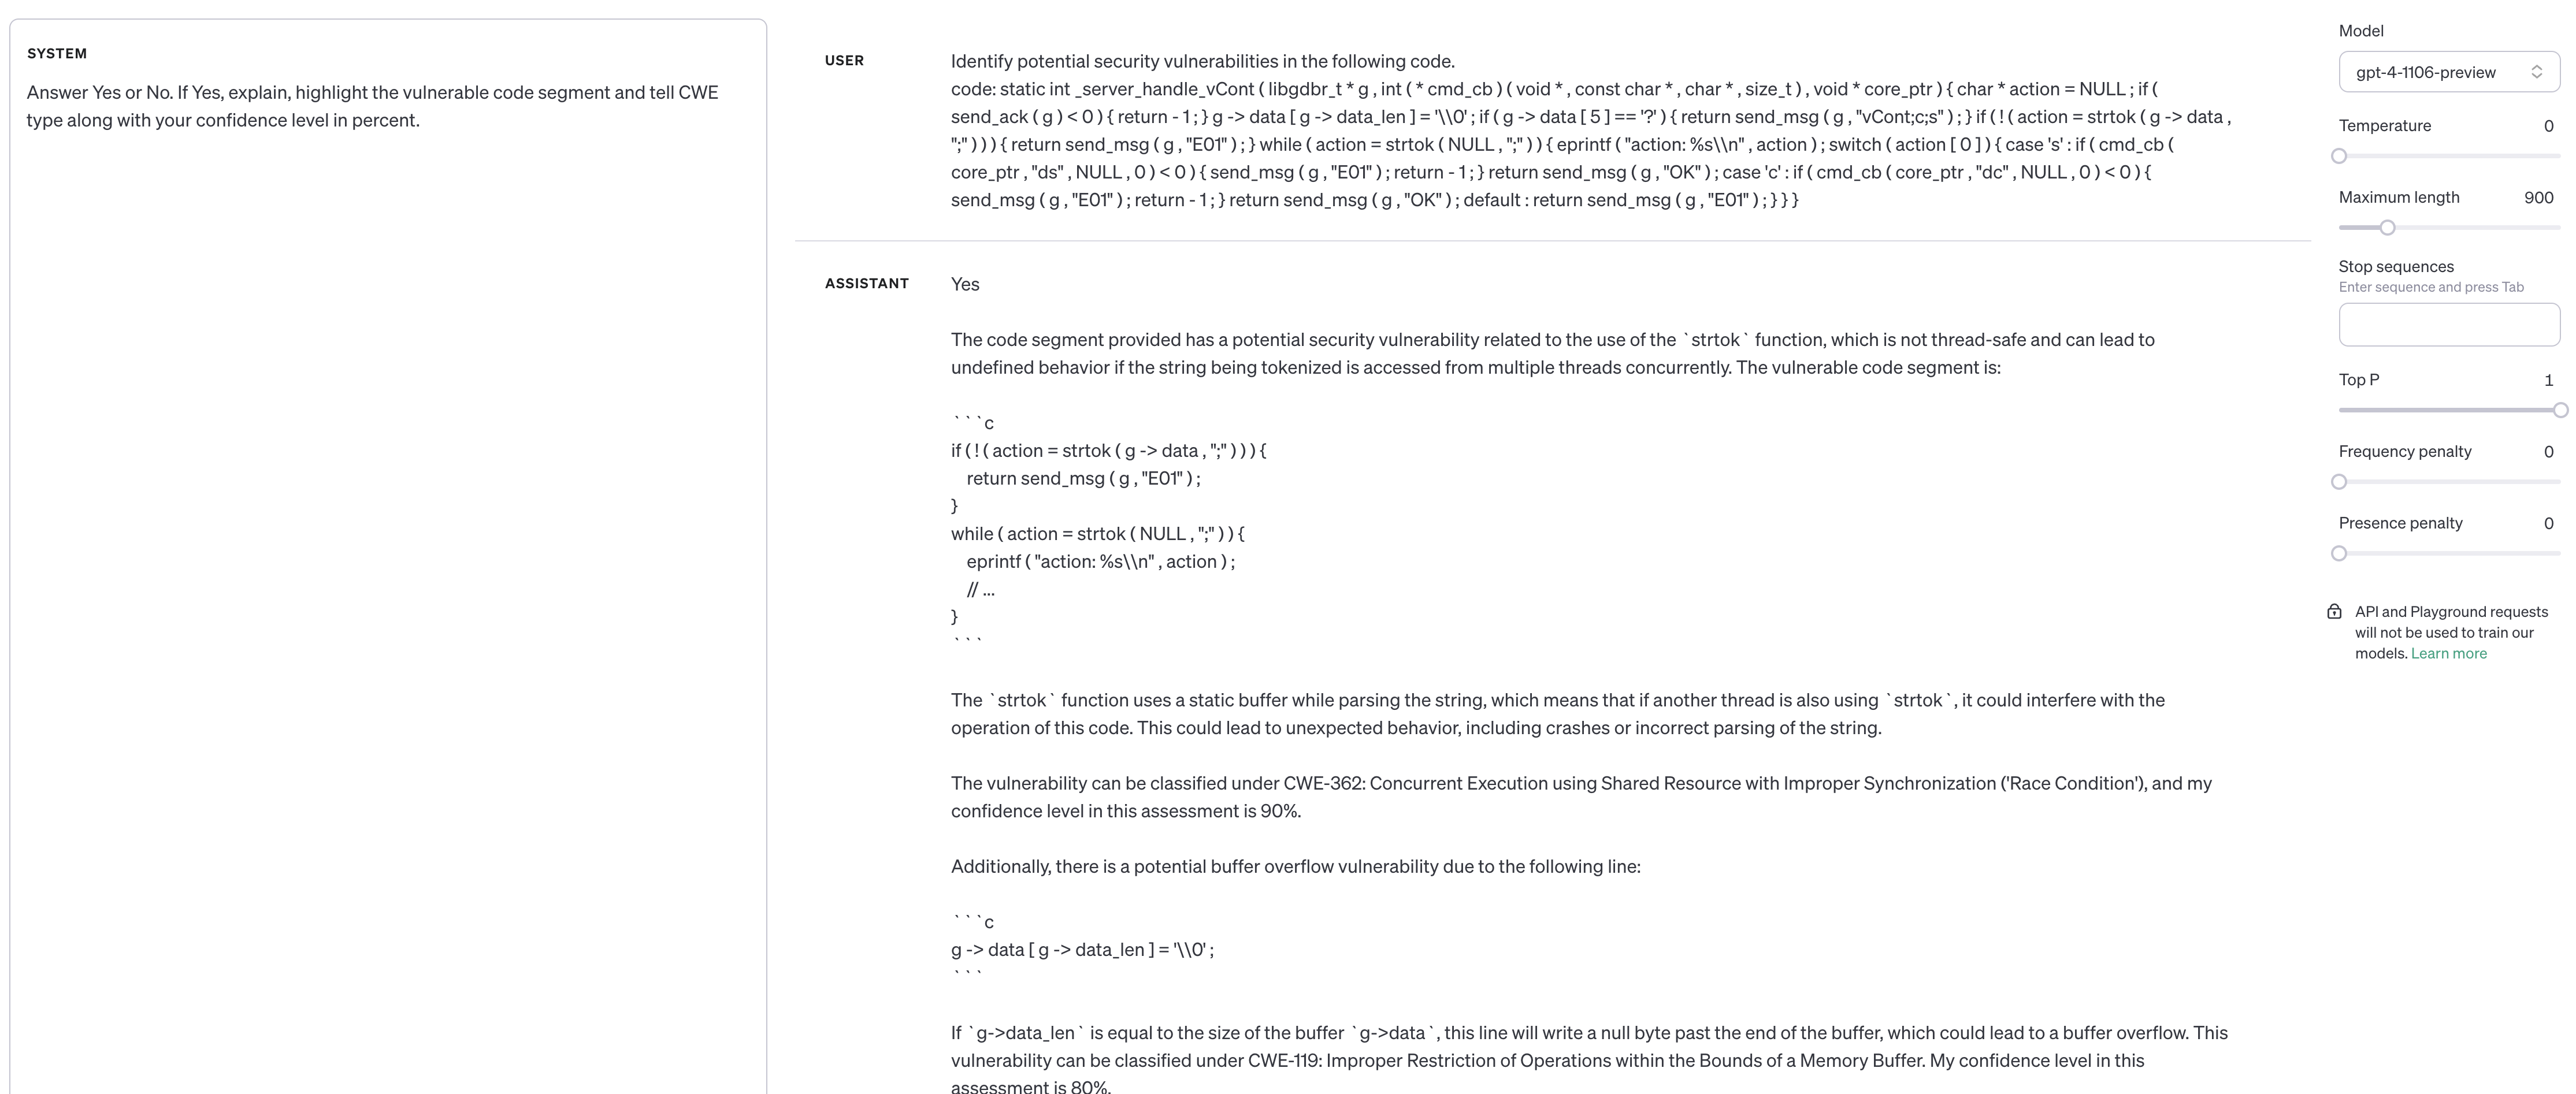 SYSTEM
Answer Yes or No. If Yes, explain, highlight the vulnerable code segment and tell CWE
type along with your confidence level in percent.
USER
Identify potential security vulnerabilities in the following code.
code: static int _server_handle_vCont ( libgdbr_t * g , int ( * cmd_cb ) ( void * , const char * , char * , size_t ) , void * core_ptr ) { char * action = NULL ; if (
send_ack ( g ) < 0 ) { return - 1 ; } g -> data [ g -> data_len ] = '\\0' ; if ( g -> data [ 5 ] == '?' ) { return send_msg ( g , "vCont;c;s" ) ; } if ( ! ( action = strtok ( g -> data ,
";" ) ) ) { return send_msg ( g , "E01" ) ; } while ( action = strtok ( NULL , ";" ) ) { eprintf ( "action: %s\\n" , action ) ; switch ( action [ 0 ] ) { case 's' : if ( cmd_cb (
core_ptr , "ds" , NULL , 0 ) < 0 ) { send_msg ( g , "E01" ) ; return - 1 ; } return send_msg ( g , "OK" ) ; case 'c' : if ( cmd_cb ( core_ptr , "dc" , NULL , 0 ) < 0 ) {
send_msg ( g , "E01" ) ; return - 1 ; } return send_msg ( g , "OK" ) ; default : return send_msg ( g , "E01" ) ; } } }
ASSISTANT
Yes
The code segment provided has a potential security vulnerability related to the use of the `strtok` function, which is not thread-safe and can lead to
undefined behavior if the string being tokenized is accessed from multiple threads concurrently. The vulnerable code segment is:
```c
if ( ! ( action = strtok ( g -> data , ";" ) ) ) {
return send_msg ( g , "E01" ) ;
}
while ( action = strtok ( NULL , ";" ) ) {
eprintf ( "action: %s\\n" , action ) ;
// ...
}
```
The `strtok` function uses a static buffer while parsing the string, which means that if another thread is also using `strtok`, it could interfere with the
operation of this code. This could lead to unexpected behavior, including crashes or incorrect parsing of the string.
The vulnerability can be classified under CWE-362: Concurrent Execution using Shared Resource with Improper Synchronization ('Race Condition'), and my
confidence level in this assessment is 90%.
Additionally, there is a potential buffer overflow vulnerability due to the following line:
```c
g -> data [ g -> data_len ] = '\\0' ;
```
If `g->data_len` is equal to the size of the buffer `g->data`, this line will write a null byte past the end of the buffer, which could lead to a buffer overflow. This
vulnerability can be classified under CWE-119: Improper Restriction of Operations within the Bounds of a Memory Buffer. My confidence level in this
assessment is 80%.
Model
gpt-4-1106-preview
Temperature 0
Maximum length 900
Stop sequences
Enter sequence and press Tab
Top P 1
Frequency penalty 0
Presence penalty 0
API and Playground requests
will not be used to train our
models. Learn more